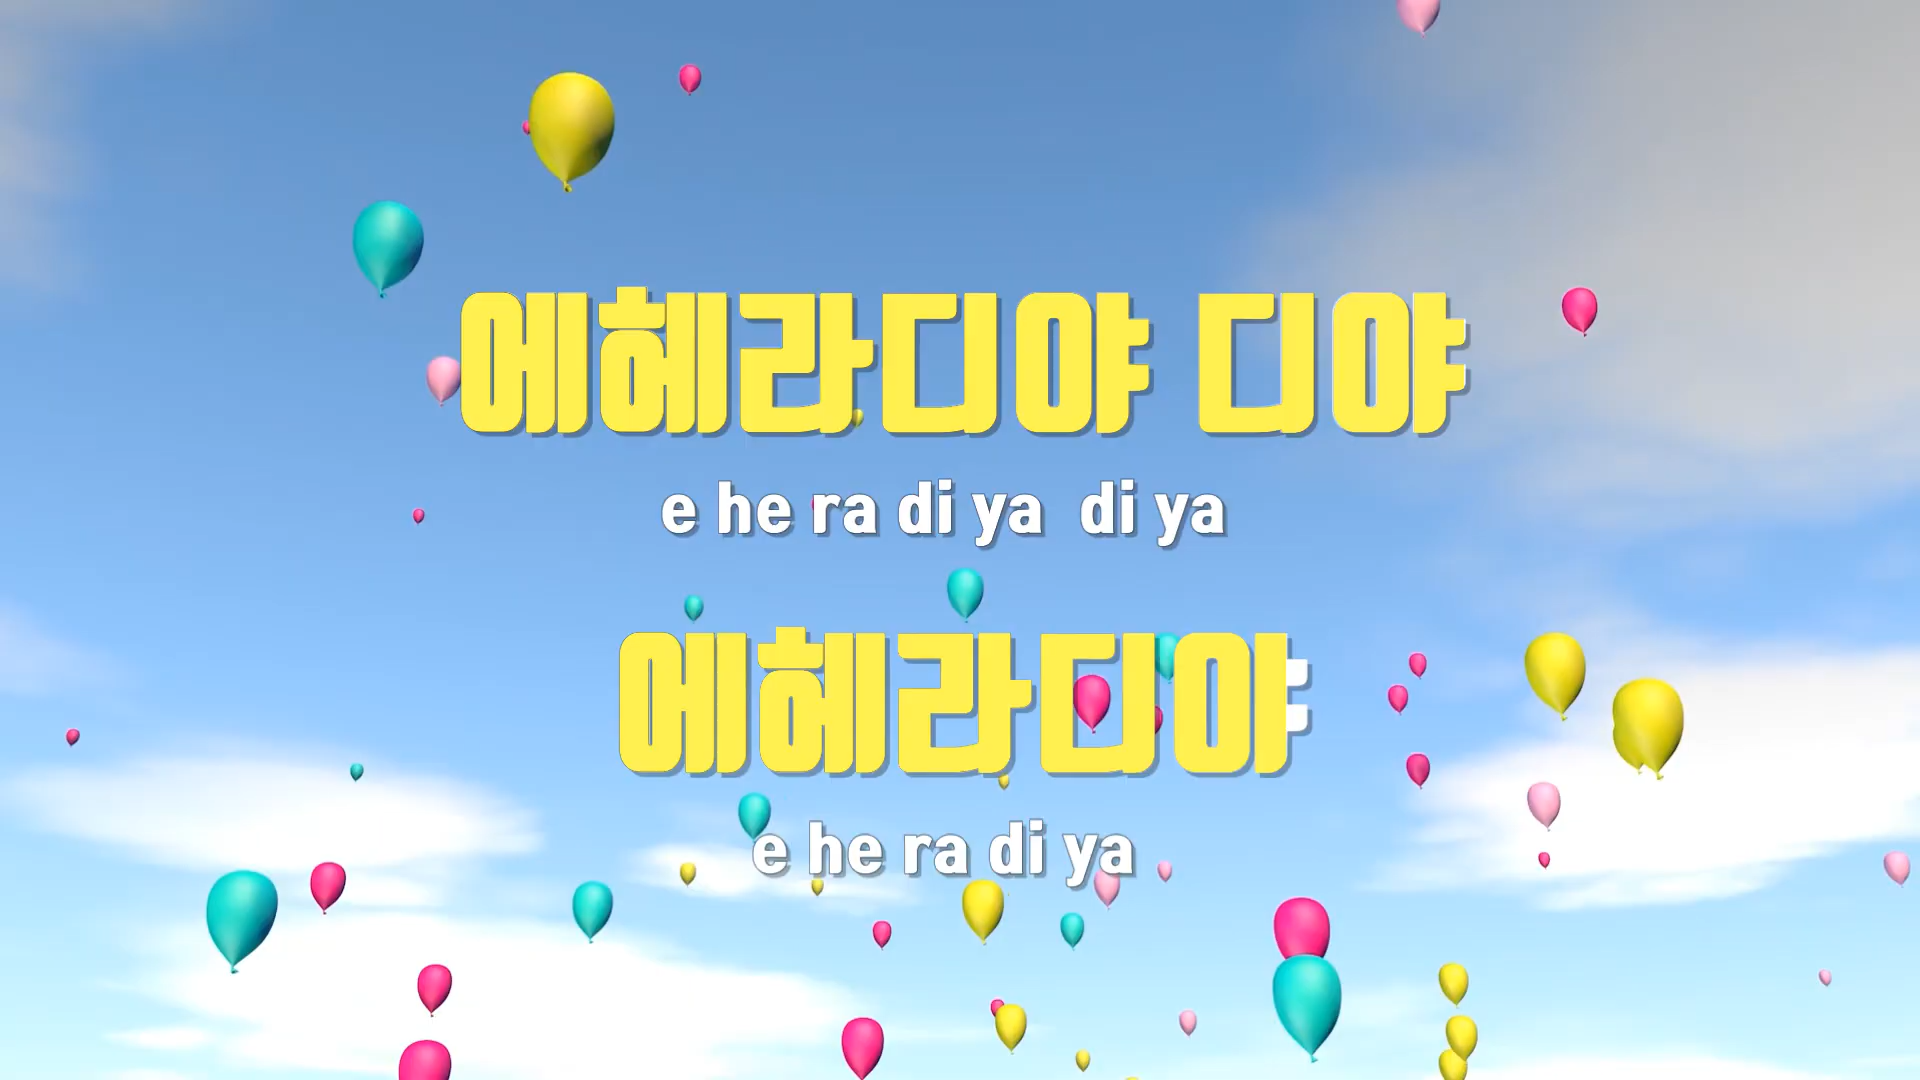 에헤라디야 디야
e he ra di ya  di ya
에헤라디야
e he ra di ya